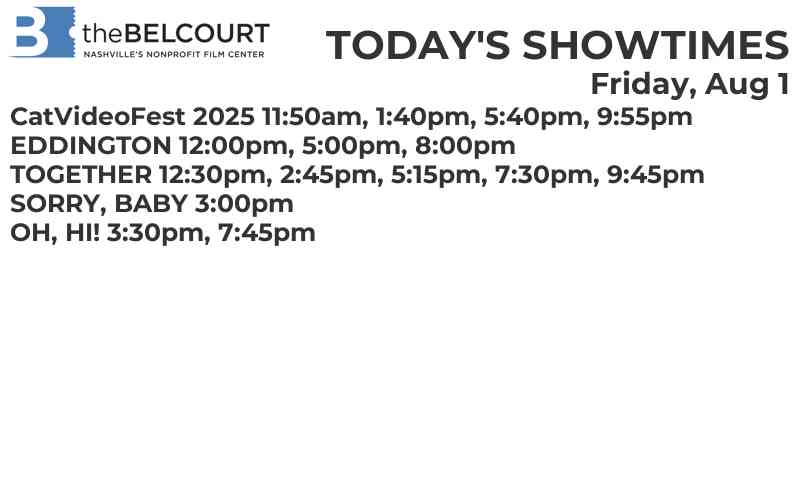 B theBELCOURT
NASHVILLE'S NONPROFIT FILM CENTER
TODAY'S SHOWTIMES
Friday, Aug 1
CatVideoFest 2025 11:50am, 1:40pm, 5:40pm, 9:55pm
EDDINGTON 12:00pm, 5:00pm, 8:00pm
TOGETHER 12:30pm, 2:45pm, 5:15pm, 7:30pm, 9:45pm
SORRY, BABY 3:00pm
OH, HI! 3:30pm, 7:45pm